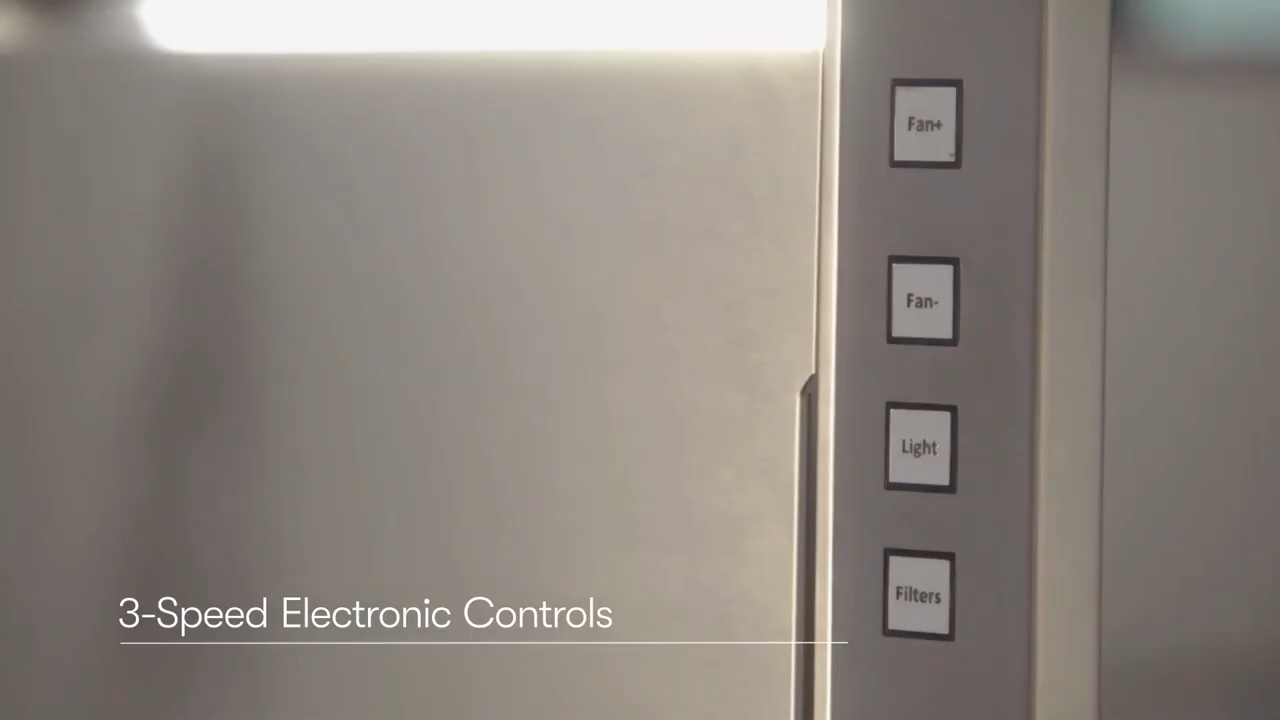 Fan+
Fan-
Light
Filters
3-Speed Electronic Controls